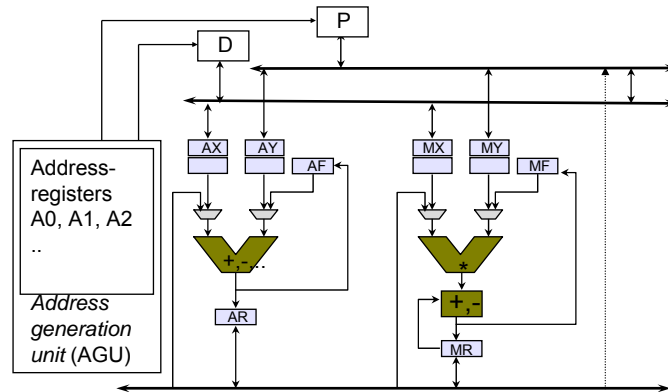 P
D
AX
AY
AF
MX
MY
MF
Address-
registers
A0, A1, A2
..
+,-...
*
Address
generation
unit (AGU)
+,-
AR
MR